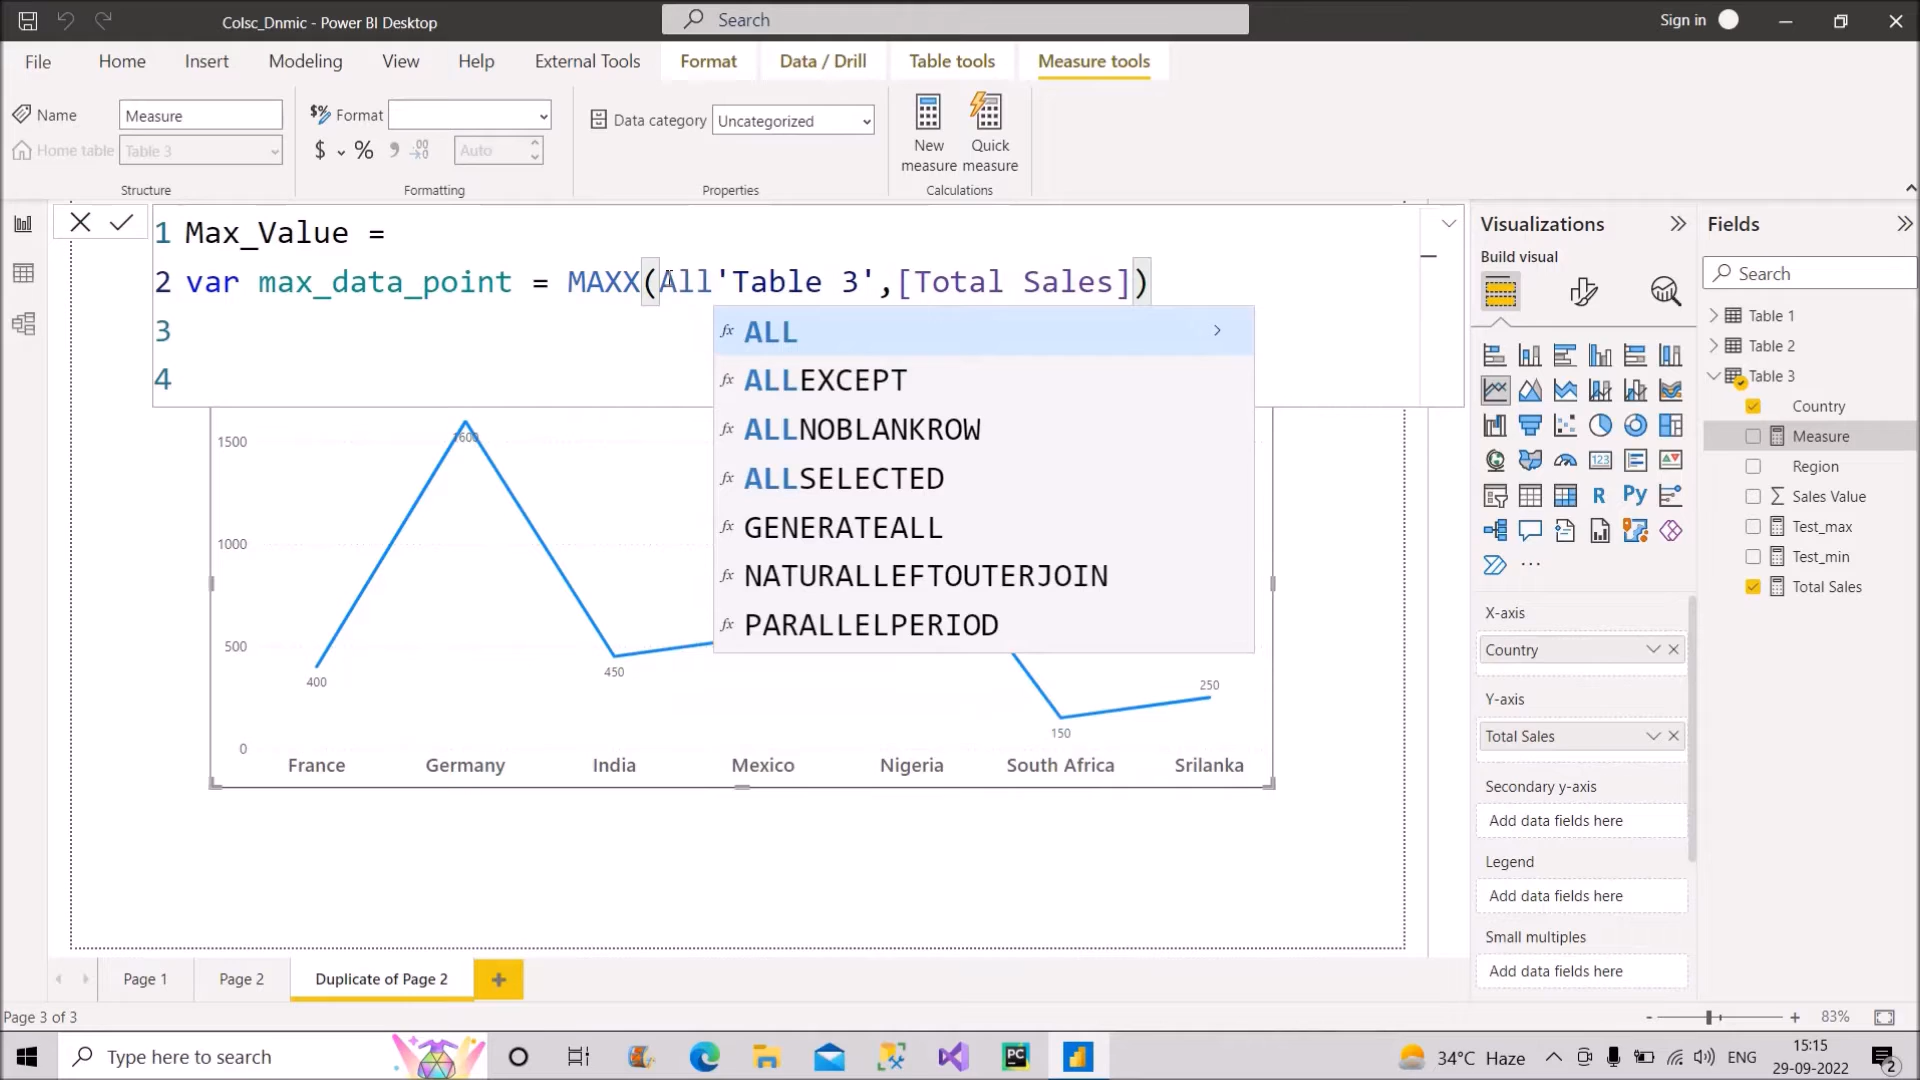 Colsc_Dnmic - Power BI Desktop
Search
Sign in
File Home Insert Modeling View Help External Tools Format Data / Drill Table tools Measure tools
Name Measure
Home table Table 3
Structure
Format
$ % Auto
Formatting
Data category Uncategorized
Properties
New measure
Quick measure
Calculations
1 Max_Value =
2 var max_data_point = MAXX(All'Table 3',[Total Sales])
3
4
ALL
ALLEXCEPT
ALLNOBLANKROW
ALLSELECTED
GENERATEALL
NATURALLEFTOUTERJOIN
PARALLELPERIOD
1500
1000
500
0
1600
400
450
150
250
France Germany India Mexico Nigeria South Africa Srilanka
Visualizations
Build visual
123
R
Py
X-axis
Country
Y-axis
Total Sales
Secondary y-axis
Add data fields here
Legend
Add data fields here
Small multiples
Add data fields here
Fields
Search
Table 1
Table 2
Table 3
Country
Measure
Region
Sales Value
Test_max
Test_min
Total Sales
Page 1 Page 2 Duplicate of Page 2
Page 3 of 3
83%
Type here to search
PC
34°C Haze
ENG
15:15
29-09-2022
2